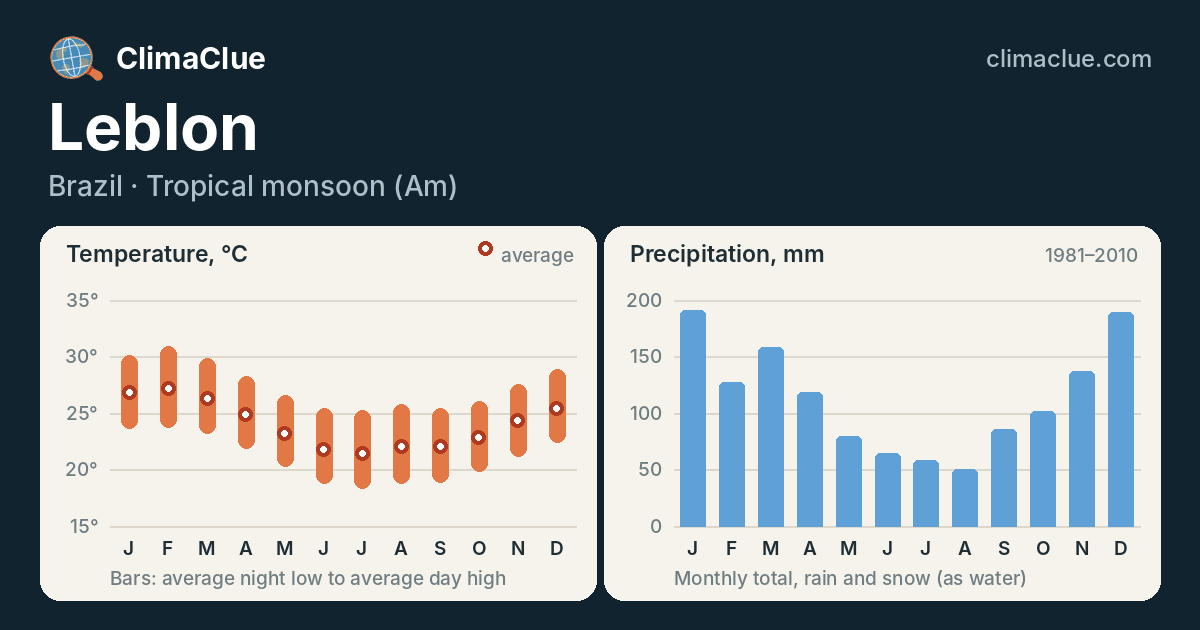 ClimaClue
climaclue.com
Leblon
Brazil · Tropical monsoon (Am)
Temperature, °C
average
35°
30°
25°
20°
15°
J F M A M J J A S O N D
Bars: average night low to average day high
Precipitation, mm
1981–2010
200
150
100
50
0
J F M A M J J A S O N D
Monthly total, rain and snow (as water)